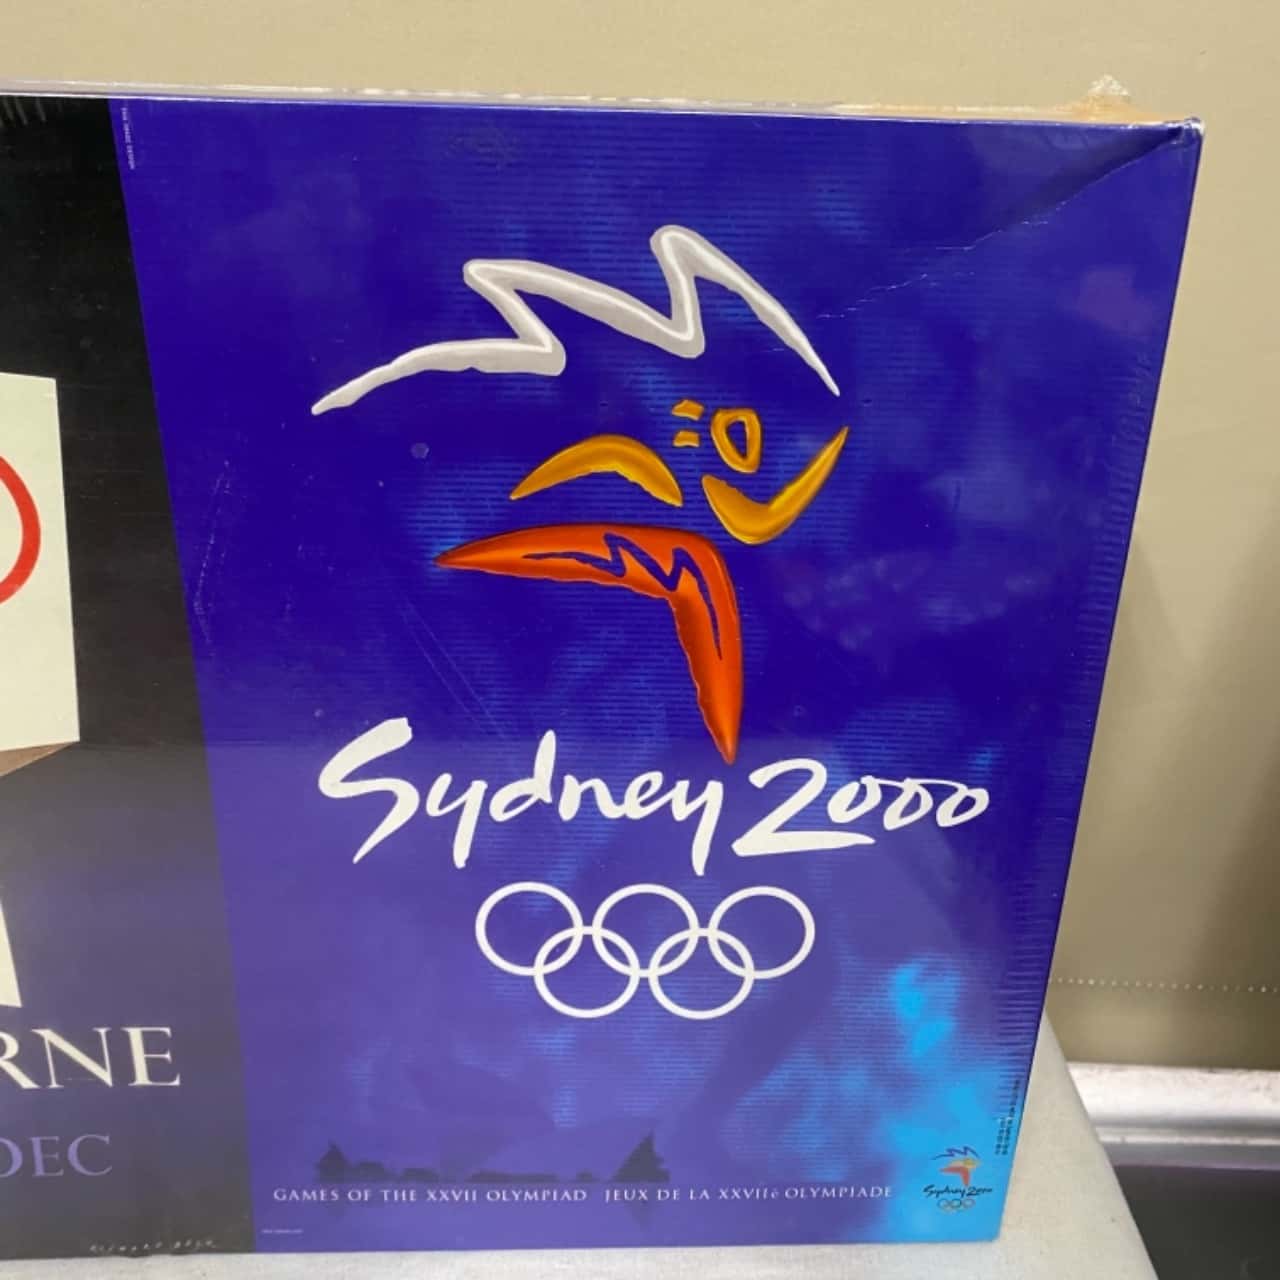 RNE
DEC
Sydney 2000
GAMES OF THE XXVII OLYMPIAD JEUX DE LA XXVIIè OLYMPIADE
Sydney 2000